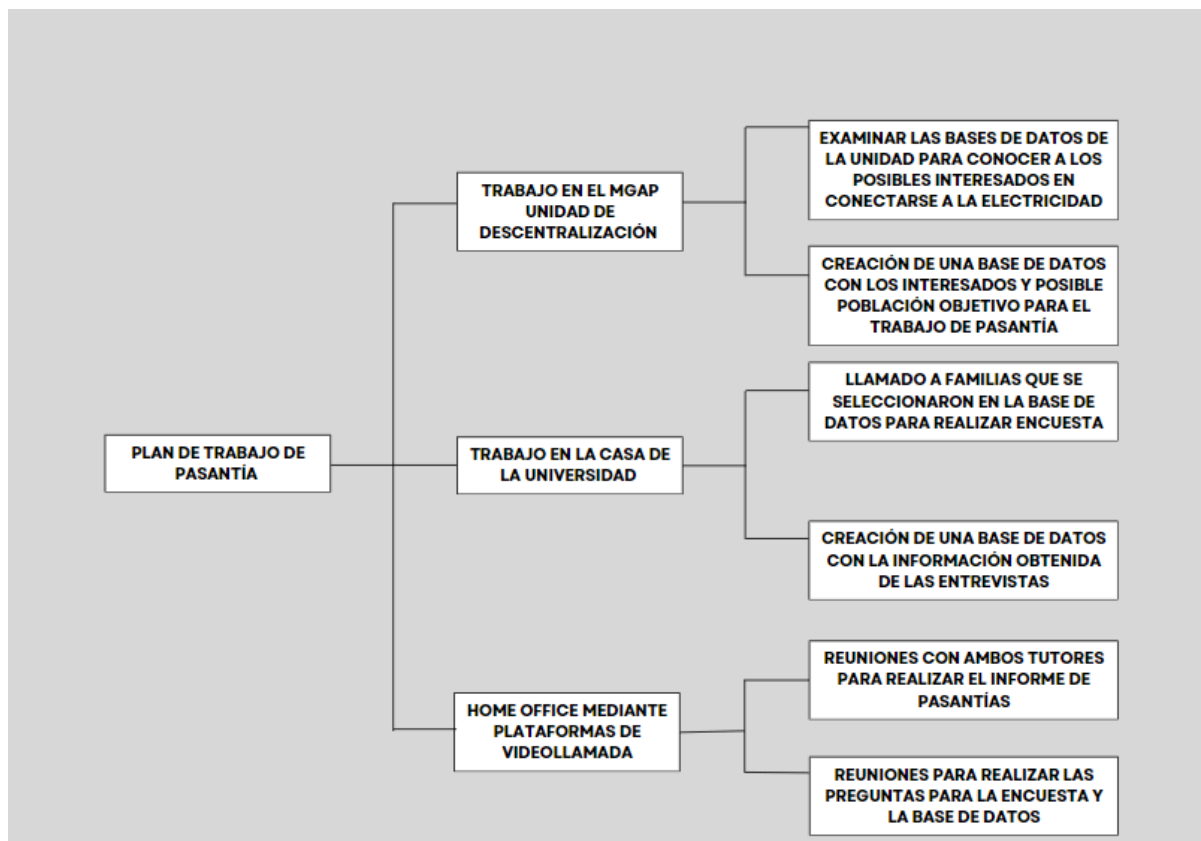 PLAN DE TRABAJO DE
PASANTÍA
TRABAJO EN EL MGAP
UNIDAD DE
DESCENTRALIZACIÓN
EXAMINAR LAS BASES DE DATOS DE
LA UNIDAD PARA CONOCER A LOS
POSIBLES INTERESADOS EN
CONECTARSE A LA ELECTRICIDAD
CREACIÓN DE UNA BASE DE DATOS
CON LOS INTERESADOS Y POSIBLE
POBLACIÓN OBJETIVO PARA EL
TRABAJO DE PASANTÍA
TRABAJO EN LA CASA DE
LA UNIVERSIDAD
LLAMADO A FAMILIAS QUE SE
SELECCIONARON EN LA BASE DE
DATOS PARA REALIZAR ENCUESTA
CREACIÓN DE UNA BASE DE DATOS
CON LA INFORMACIÓN OBTENIDA
DE LAS ENTREVISTAS
HOME OFFICE MEDIANTE
PLATAFORMAS DE
VIDEOLLAMADA
REUNIONES CON AMBOS TUTORES
PARA REALIZAR EL INFORME DE
PASANTÍAS
REUNIONES PARA REALIZAR LAS
PREGUNTAS PARA LA ENCUESTA Y
LA BASE DE DATOS